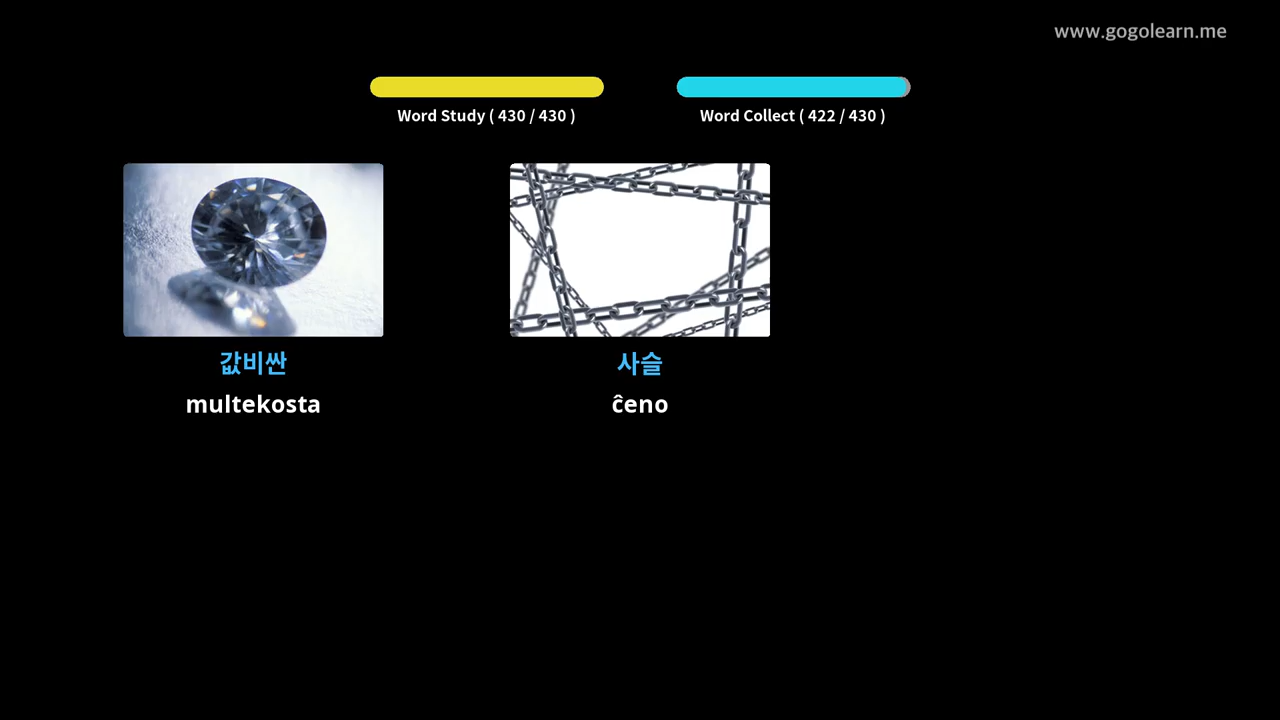 www.gogolearn.me
Word Study ( 430 / 430 )
Word Collect ( 422 / 430 )
값비싼
multekosta
사슬
ĉeno